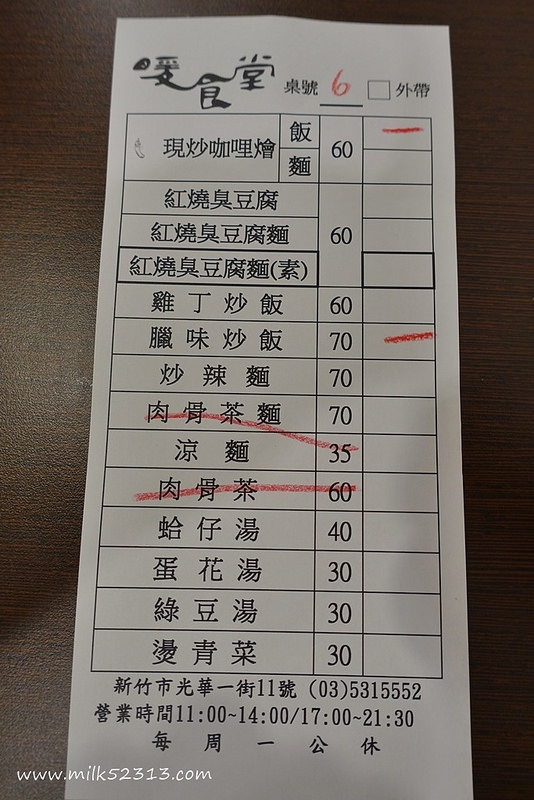 暖食堂 桌號 6 外帶
現炒咖哩燴 飯 60
麵
紅燒臭豆腐
紅燒臭豆腐麵 60
紅燒臭豆腐麵(素)
雞丁炒飯 60
臘味炒飯 70
炒辣麵 70
肉骨茶麵 70
涼麵 35
肉骨茶 60
蛤仔湯 40
蛋花湯 30
綠豆湯 30
燙青菜 30
新竹市光華一街11號 (03)5315552
營業時間11:00~14:00/17:00~21:30
每周一公休
www.milk52313.com